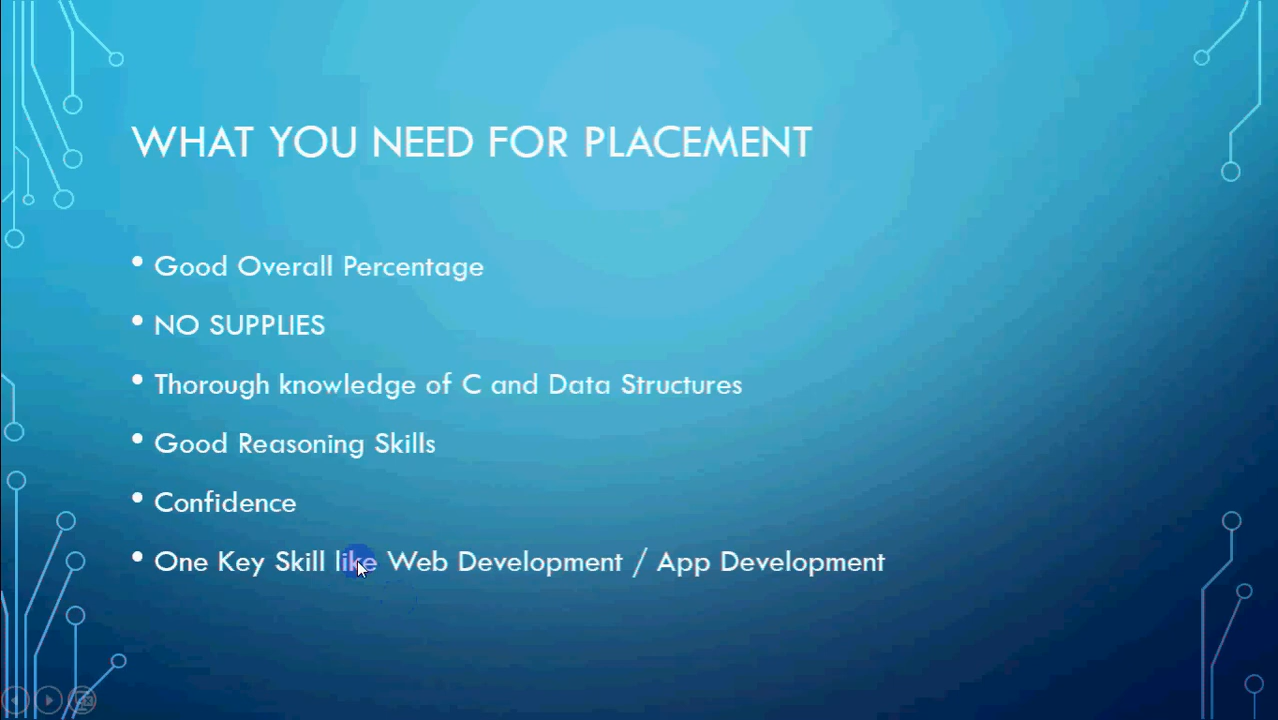 WHAT YOU NEED FOR PLACEMENT
• Good Overall Percentage
• NO SUPPLIES
• Thorough knowledge of C and Data Structures
• Good Reasoning Skills
• Confidence
• One Key Skill like Web Development / App Development